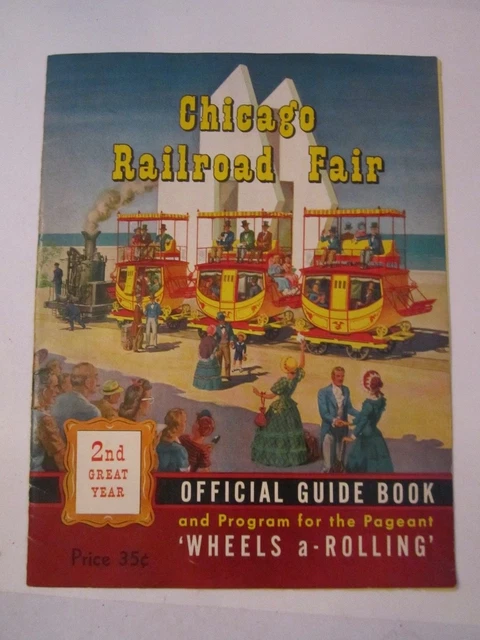 Chicago
Railroad Fair
2nd
GREAT
YEAR
OFFICIAL GUIDE BOOK
and Program for the Pageant
'WHEELS a-ROLLING'
Price 35¢